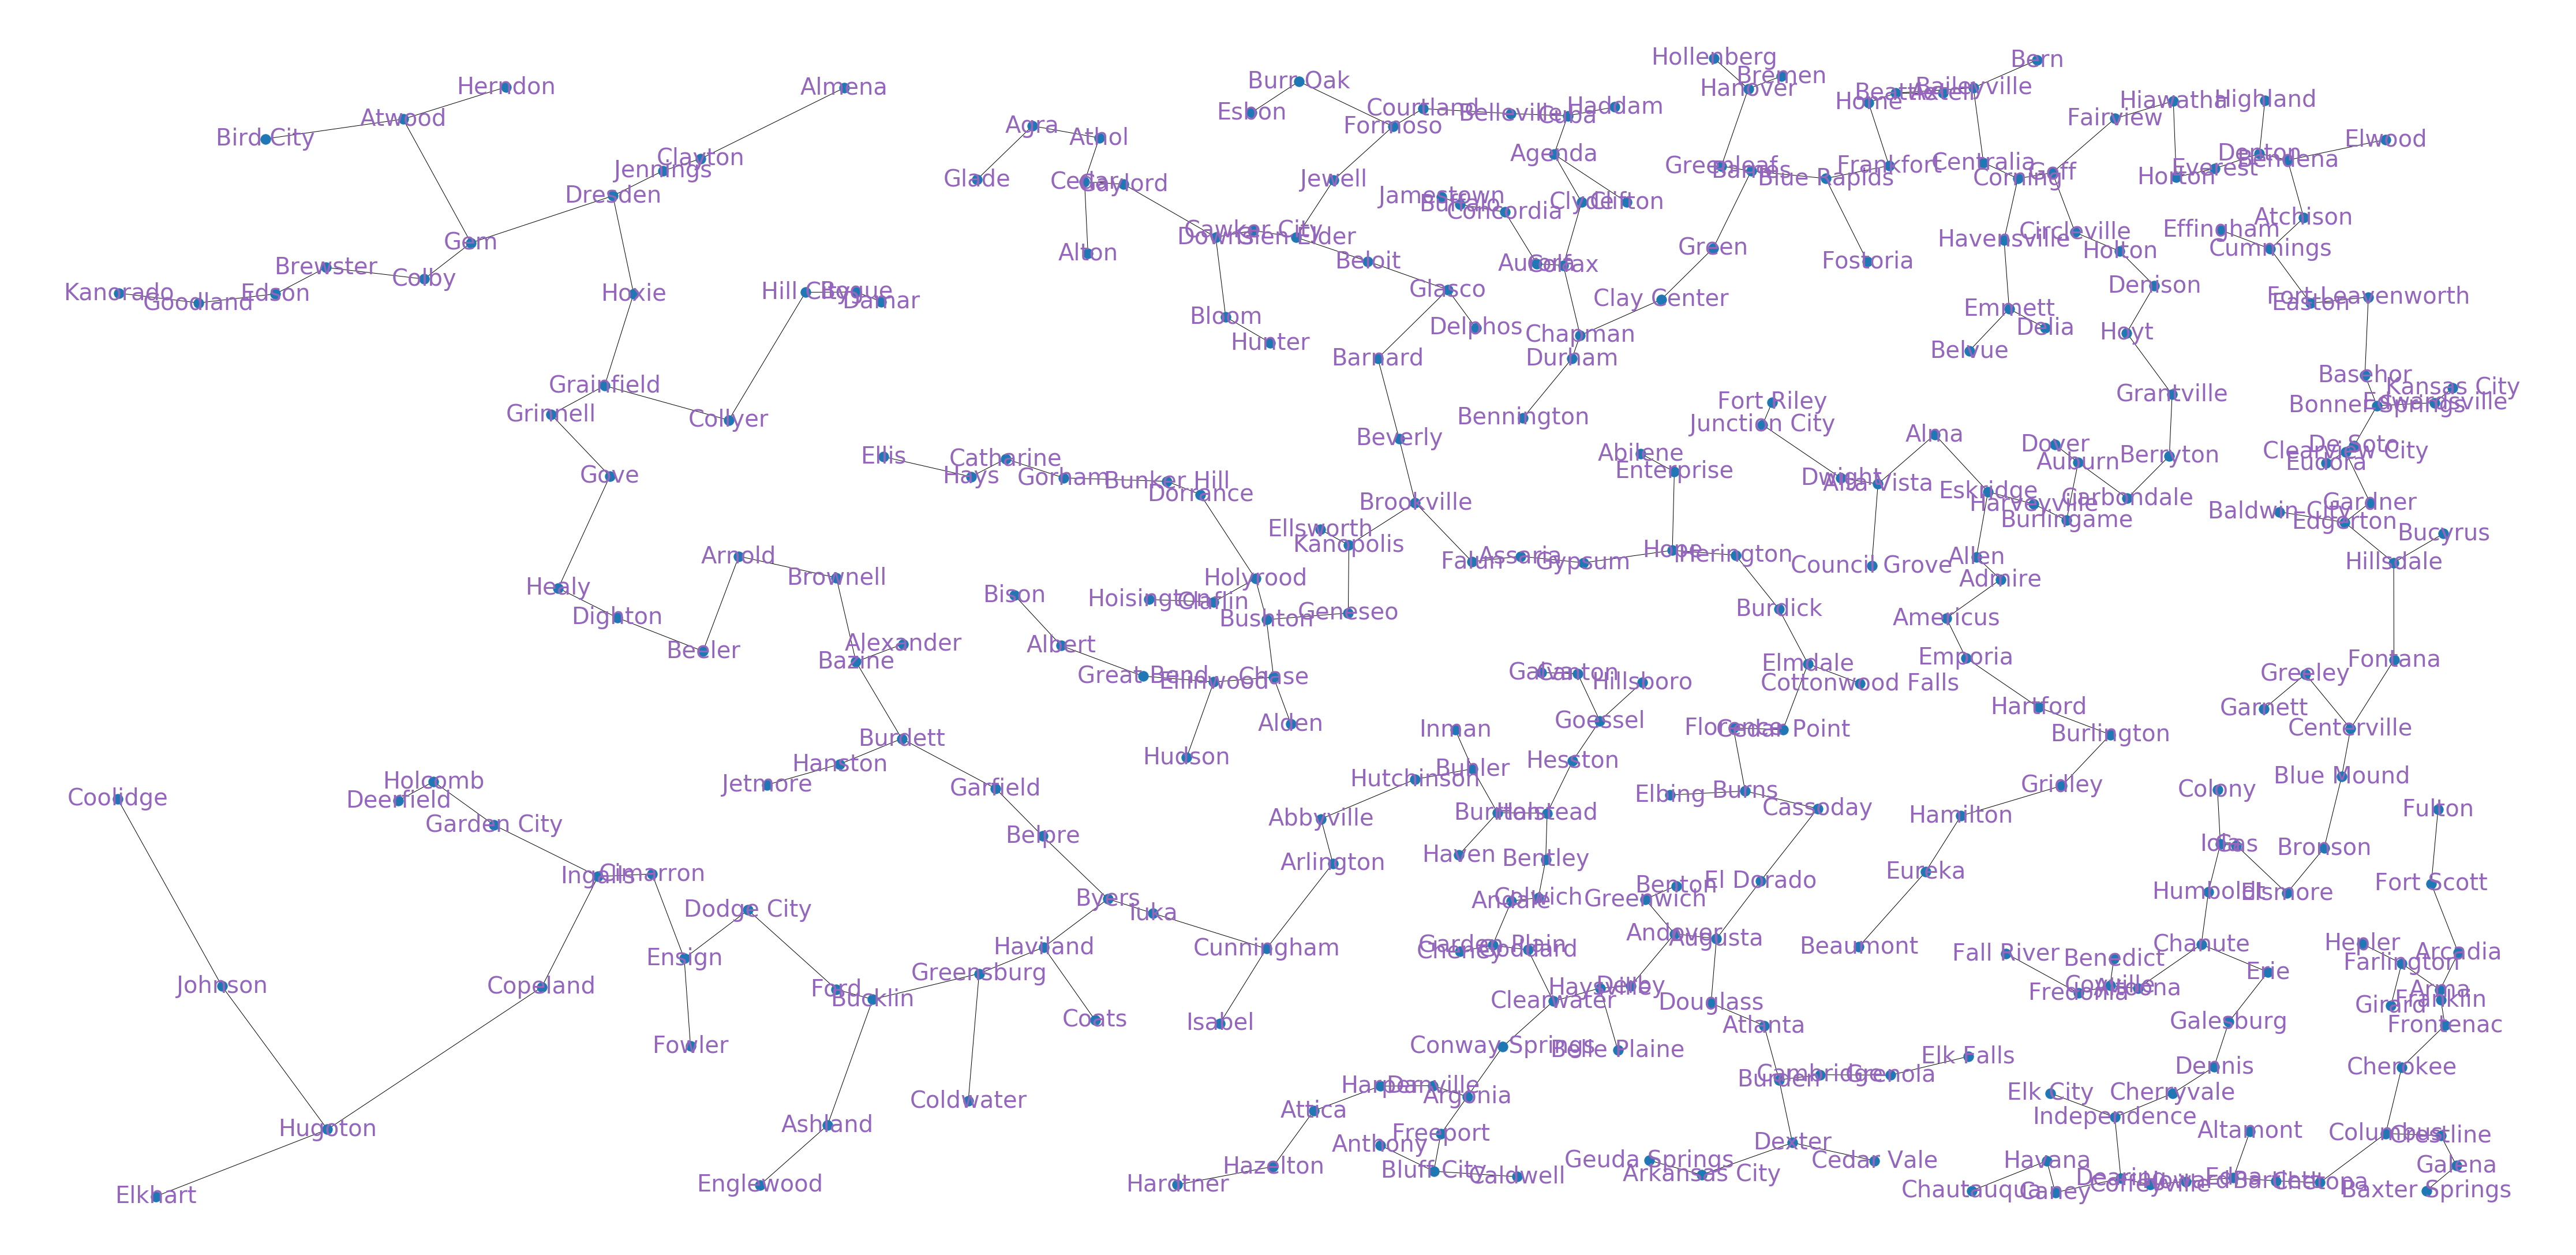 Hollenberg
Bern
Bremen
Burr Oak
Herndon
Almena
Hanover
Home
Beattie
Axtell
Baileyville
Hiawatha
Highland
Esbon
Courtland
Belleville
Cuba
Haddam
Atwood
Fairview
Bird City
Agra
Athol
Formoso
Elwood
Agenda
Denton
Bendena
Clayton
Jennings
Greenleaf
Barnes
Blue Rapids
Frankfort
Centralia
Corning
Goff
Horton
Everest
Glade
Cedar
Gaylord
Jewell
Dresden
Jamestown
Buffalo
Concordia
Clyde
Clifton
Atchison
Gem
Alton
Downs
Cawker City
Glen Elder
Green
Havensville
Circleville
Holton
Effingham
Cummings
Kanorado
Goodland
Edson
Brewster
Colby
Hoxie
Hill City
Bogue
Damar
Beloit
Aurora
Colfax
Fostoria
Bloom
Glasco
Clay Center
Denison
Easton
Fort Leavenworth
Hunter
Delphos
Chapman
Emmett
Delia
Hoyt
Barnard
Durham
Belvue
Grainfield
Grinnell
Collyer
Basehor
Kansas City
Bennington
Fort Riley
Junction City
Grantville
Bonner Springs
Edwardsville
Beverly
Alma
Dover
Auburn
Berryton
De Soto
Clearview City
Eudora
Ellis
Hays
Catherine
Gorham
Bunker Hill
Dorrance
Abilene
Enterprise
Dwight
Alta Vista
Gove
Brookville
Eskridge
Harveyville
Burlingame
Carbondale
Baldwin City
Gardner
Edgerton
Ellsworth
Kanopolis
Bucyrus
Hillsdale
Arnold
Brownell
Falun
Assaria
Gypsum
Hope
Herington
Council Grove
Allen
Admire
Healy
Bison
Hoisington
Claflin
Holyrood
Dighton
Bushton
Geneseo
Burdick
Americus
Beeler
Bazine
Alexander
Albert
Emporia
Fontana
Great Bend
Ellinwood
Chase
Galva
Canton
Hillsboro
Elmdale
Cottonwood Falls
Greeley
Garnett
Alden
Goessel
Hartford
Burdett
Inman
Florence
Cedar Point
Burlington
Centerville
Hudson
Hanston
Jetmore
Hesston
Coolidge
Deerfield
Holcomb
Garfield
Hutchinson
Buhler
Gridley
Colony
Blue Mound
Elbing
Burns
Cassoday
Garden City
Belpre
Abbyville
Burrton
Halstead
Hamilton
Fulton
Arlington
Haven
Bentley
Iola
Gas
Bronson
Ingalls
Cimarron
Eureka
El Dorado
Benton
Greenwich
Humboldt
Elsmore
Fort Scott
Dodge City
Byers
Iuka
Andale
Colwich
Ensign
Haviland
Cunningham
Garden Plain
Cheney
Goddard
Andover
Augusta
Beaumont
Fall River
Benedict
Chanute
Hepler
Arcadia
Farlington
Johnson
Copeland
Ford
Bucklin
Greensburg
Haysville
Derby
Clearwater
Fredonia
Coyville
Altoona
Erie
Girard
Arma
Franklin
Fowler
Coats
Isabel
Douglass
Atlanta
Galesburg
Frontenac
Conway Springs
Belle Plaine
Elk Falls
Dennis
Cherokee
Harper
Danville
Argonia
Burden
Cambridge
Grenola
Elk City
Cherryvale
Coldwater
Attica
Independence
Hugoton
Ashland
Anthony
Freeport
Dexter
Altamont
Columbus
Crestline
Elkhart
Englewood
Hardtner
Hazelton
Bluff City
Caldwell
Geuda Springs
Arkansas City
Cedar Vale
Havana
Galena
Chautauqua
Caney
Dearing
Coffeyville
Edna
Bartlett
Chetopa
Baxter Springs